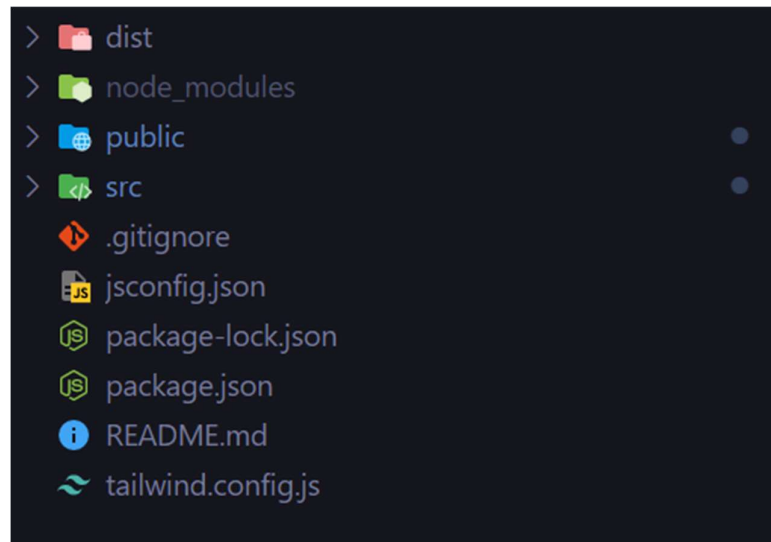 dist
node_modules
public
src
.gitignore
jsconfig.json
package-lock.json
package.json
README.md
tailwind.config.js